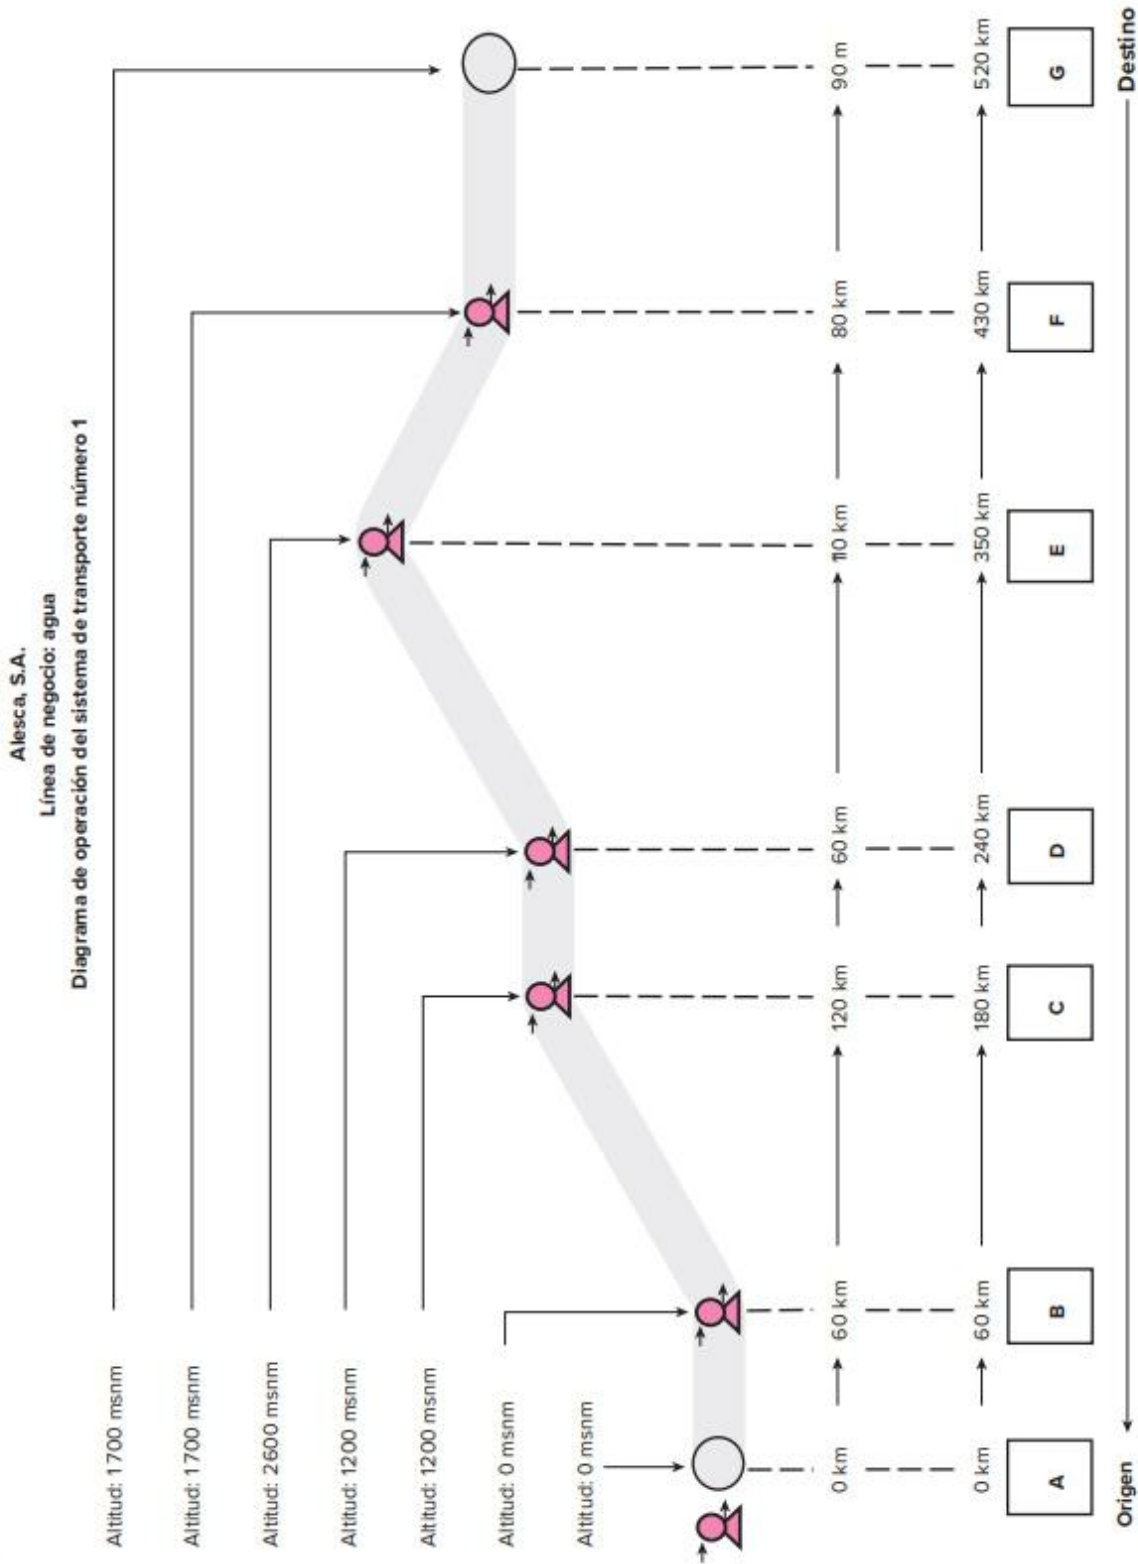 Alesca, S.A.
Línea de negocio: agua
Diagrama de operación del sistema de transporte número 1
Altitud: 1700 msnm
Altitud: 1700 msnm
Altitud: 2600 msnm
Altitud: 1200 msnm
Altitud: 1200 msnm
Altitud: 0 msnm
Altitud: 0 msnm
0 km 60 km 120 km 60 km 110 km 80 km 90 m
0 km 60 km 180 km 240 km 350 km 430 km 520 km
A B C D E F G
Origen Destino